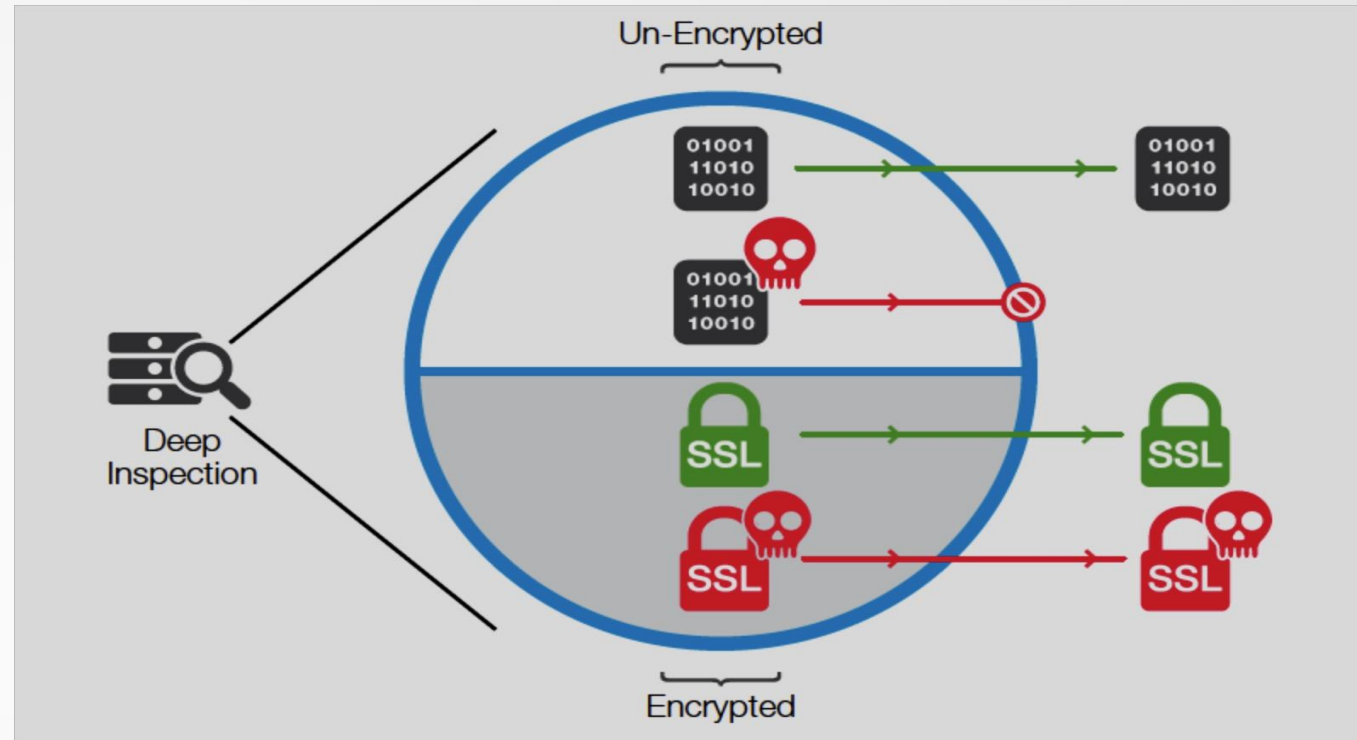 Un-Encrypted
01001
11010
10010
01001
11010
10010
01001
11010
10010
Deep
Inspection
SSL
SSL
SSL
SSL
Encrypted